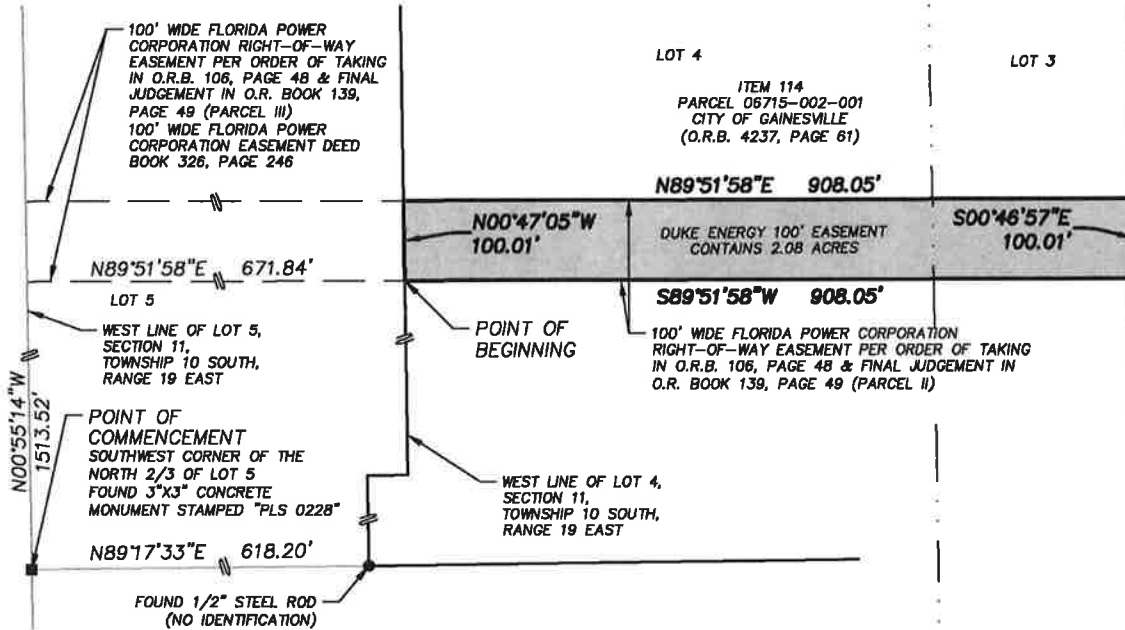 100' WIDE FLORIDA POWER
CORPORATION RIGHT-OF-WAY
EASEMENT PER ORDER OF TAKING
IN O.R.B. 106, PAGE 48 & FINAL
JUDGEMENT IN O.R. BOOK 139,
PAGE 49 (PARCEL III)
100' WIDE FLORIDA POWER
CORPORATION EASEMENT DEED
BOOK 326, PAGE 246
LOT 4
LOT 3
ITEM 114
PARCEL 06715-002-001
CITY OF GAINESVILLE
(O.R.B. 4237, PAGE 61)
N89°51'58"E 908.05'
N00°47'05"W
100.01'
DUKE ENERGY 100' EASEMENT
CONTAINS 2.08 ACRES
S00°46'57"E
100.01'
N89°51'58"E 671.84'
S89°51'58"W 908.05'
LOT 5
WEST LINE OF LOT 5,
SECTION 11,
TOWNSHIP 10 SOUTH,
RANGE 19 EAST
POINT OF
BEGINNING
100' WIDE FLORIDA POWER CORPORATION
RIGHT-OF-WAY EASEMENT PER ORDER OF TAKING
IN O.R.B. 106, PAGE 48 & FINAL JUDGEMENT IN
O.R. BOOK 139, PAGE 49 (PARCEL II)
N00°55'14"W
1513.52'
POINT OF
COMMENCEMENT
SOUTHWEST CORNER OF THE
NORTH 2/3 OF LOT 5
FOUND 3"X3" CONCRETE
MONUMENT STAMPED "PLS 0228"
WEST LINE OF LOT 4,
SECTION 11,
TOWNSHIP 10 SOUTH,
RANGE 19 EAST
N89°17'33"E 618.20'
FOUND 1/2" STEEL ROD
(NO IDENTIFICATION)